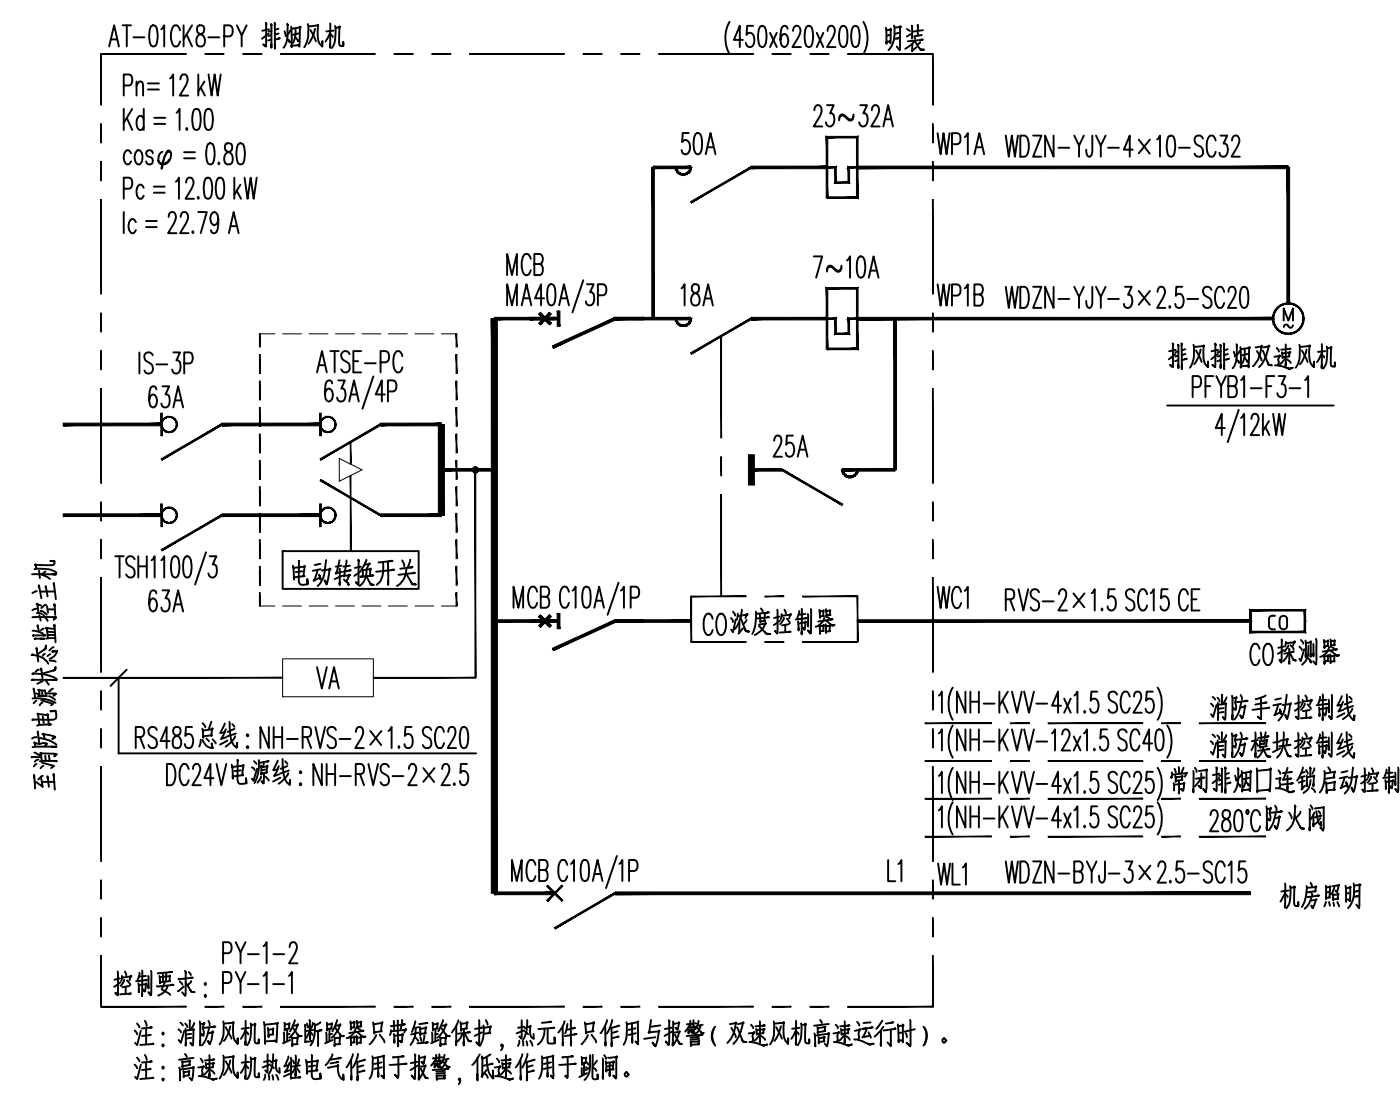 AT-01CK8-PY 排烟风机
(450x620x200) 明装
Pn= 12 kW
Kd = 1.00
cosφ = 0.80
Pc = 12.00 kW
Ic = 22.79 A
50A
23~32A
WP1A WDZN-YJY-4×10-SC32
MCB
MA40A/3P
18A
7~10A
WP1B WDZN-YJY-3×2.5-SC20
M
~
排风排烟双速风机
PFYB1-F3-1
4/12kW
IS-3P
63A
ATSE-PC
63A/4P
25A
TSH1100/3
63A
电动转换开关
MCB C10A/1P
CO浓度控制器
WC1 RVS-2×1.5 SC15 CE
CO
CO探测器
至消防电源状态监控主机
VA
RS485总线：NH-RVS-2×1.5 SC20
DC24V电源线：NH-RVS-2×2.5
1(NH-KVV-4x1.5 SC25) 消防手动控制线
1(NH-KVV-12x1.5 SC40) 消防模块控制线
1(NH-KVV-4x1.5 SC25) 常闭排烟口连锁启动控制
1(NH-KVV-4x1.5 SC25) 280℃防火阀
MCB C10A/1P
L1
WL1 WDZN-BYJ-3×2.5-SC15
机房照明
PY-1-2
控制要求：PY-1-1
注：消防风机回路断路器只带短路保护，热元件只作用与报警（双速风机高速运行时）。
注：高速风机热继电气作用于报警，低速作用于跳闸。